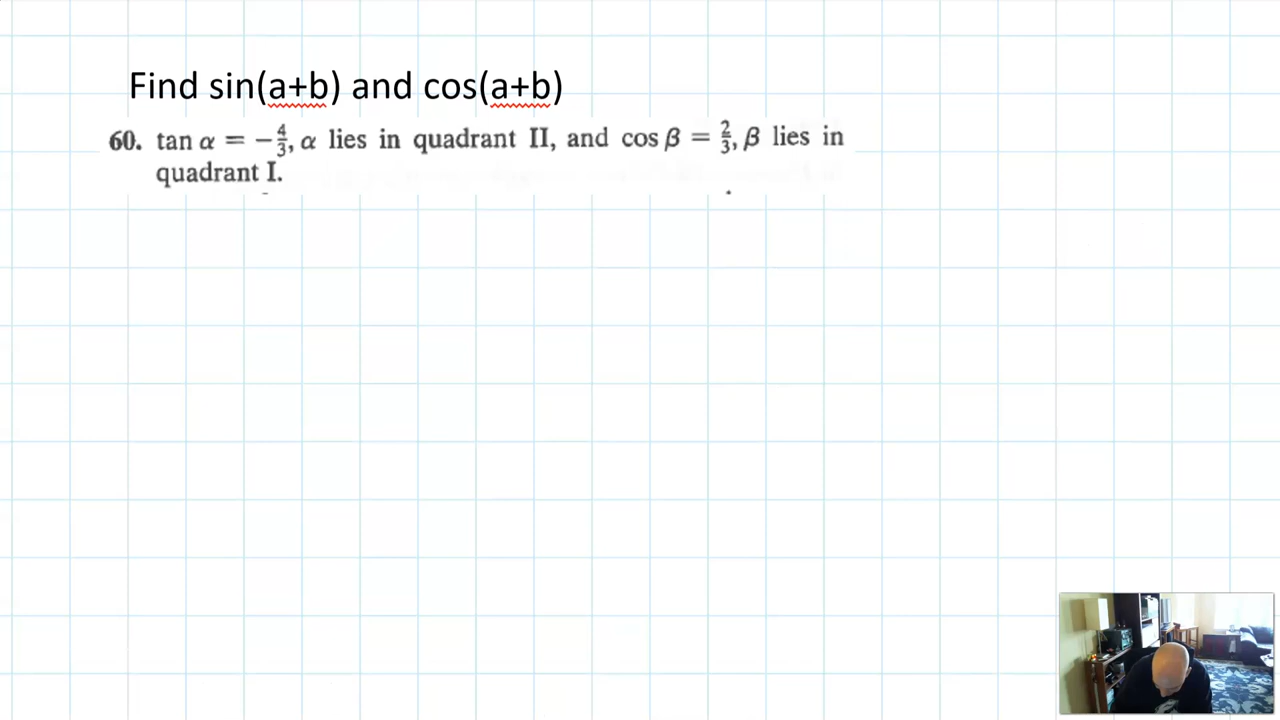 Find sin(a+b) and cos(a+b)
60. tan α = −4/3, α lies in quadrant II, and cos β = 2/3, β lies in
quadrant I.